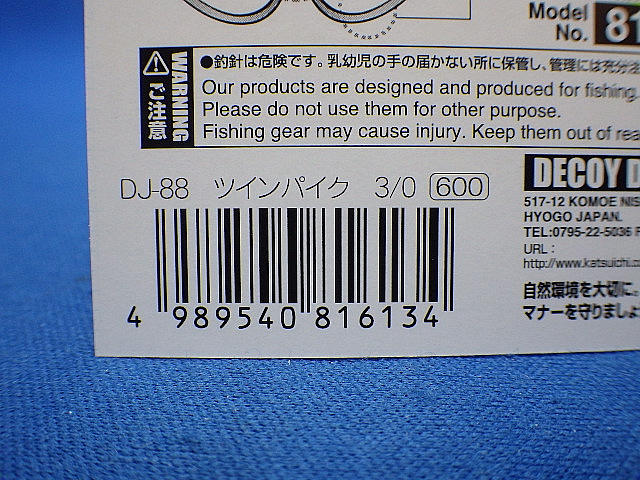 Model
No. 81
WARNING
ご注意
●釣針は危険です。乳幼児の手の届かない所に保管し、管理には充分注
Our products are designed and produced for fishing.
Please do not use them for other purpose.
Fishing gear may cause injury. Keep them out of rea
DJ-88 ツインパイク 3/0 600
4 989540 816134
DECOY D
517-12 KOMOE NIS
HYOGO JAPAN.
TEL:0795-22-5036 F
URL:
http://www.katsuichi.co
自然環境を大切に。
マナーを守りましょ